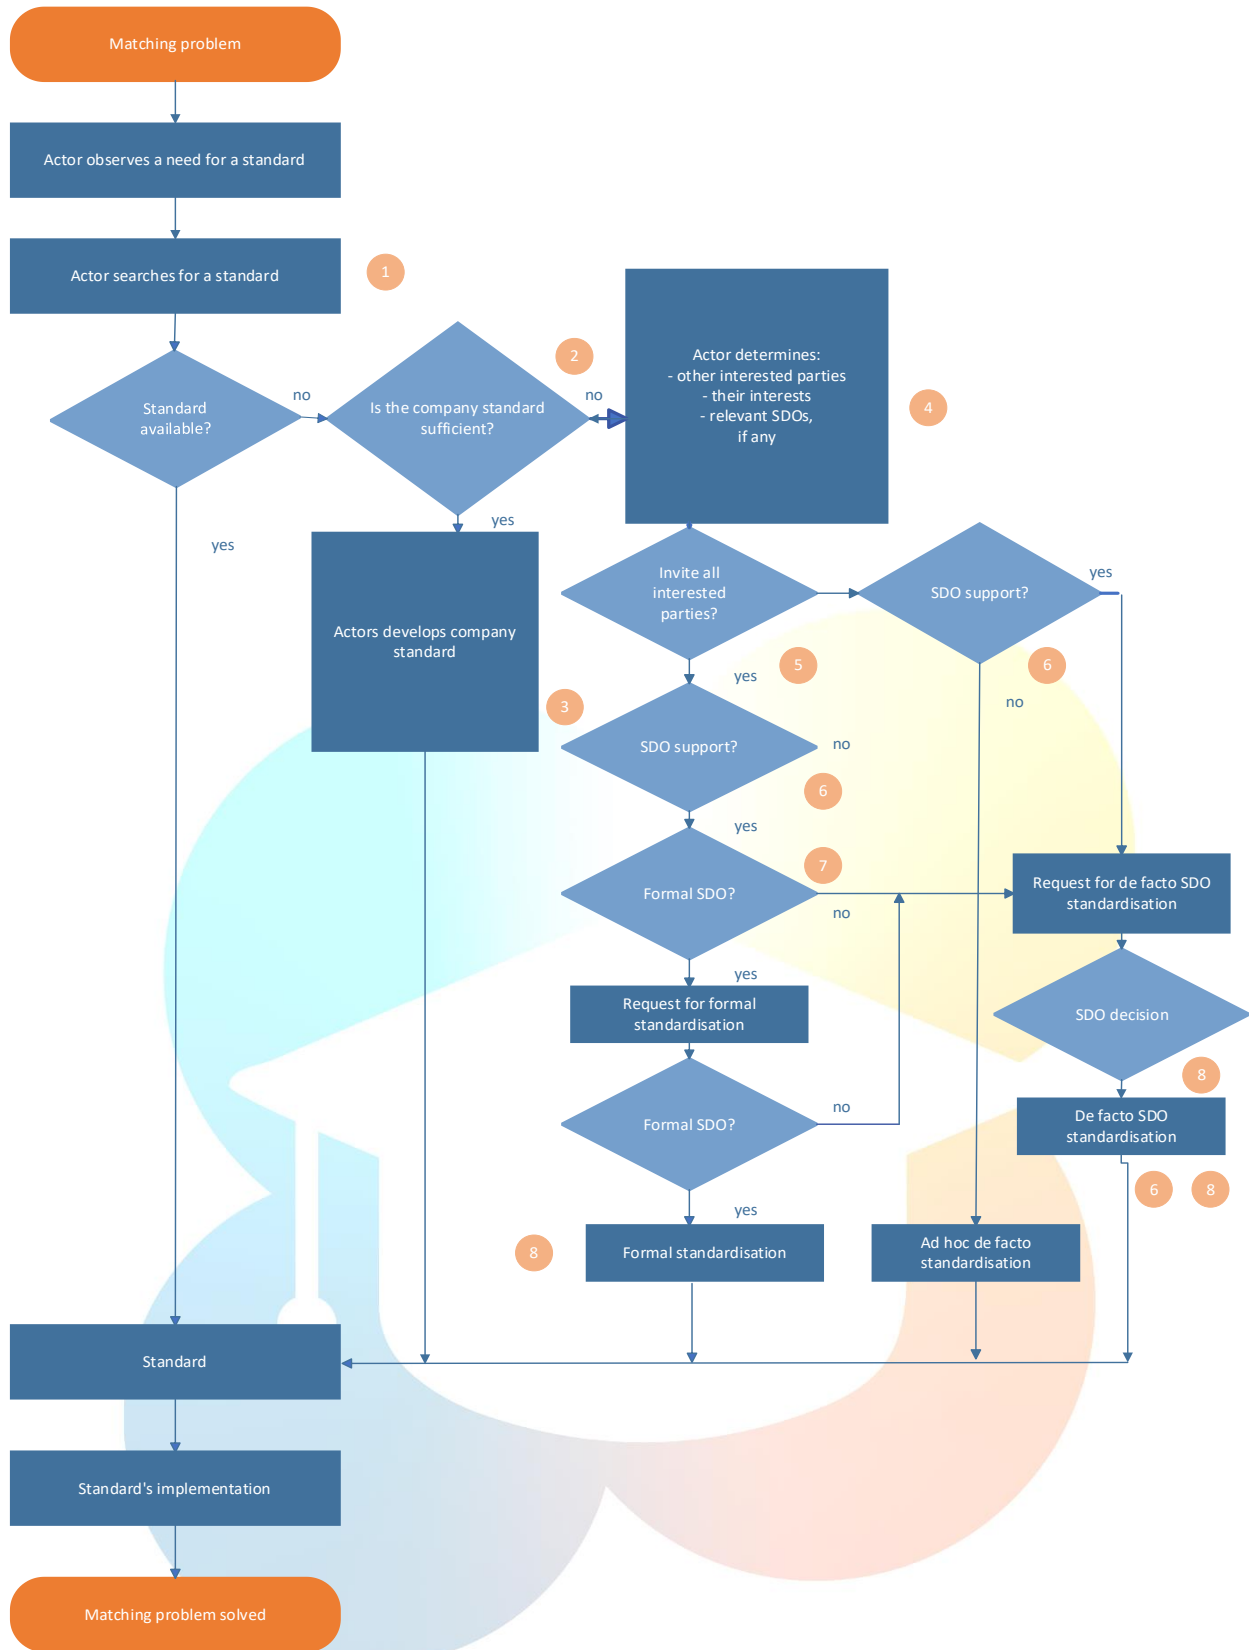 Matching problem
Actor observes a need for a standard
Actor searches for a standard
1
Standard
available?
no
yes
Is the company standard
sufficient?
2
no
yes
Actors develops company
standard
3
Actor determines:
- other interested parties
- their interests
- relevant SDOs,
if any
4
Invite all
interested
parties?
5
yes
SDO support?
yes
6
no
SDO support?
no
6
yes
Formal SDO?
7
no
yes
Request for formal
standardisation
Formal SDO?
no
yes
Formal standardisation
8
Request for de facto SDO
standardisation
SDO decision
8
De facto SDO
standardisation
6
8
Ad hoc de facto
standardisation
Standard
Standard's implementation
Matching problem solved